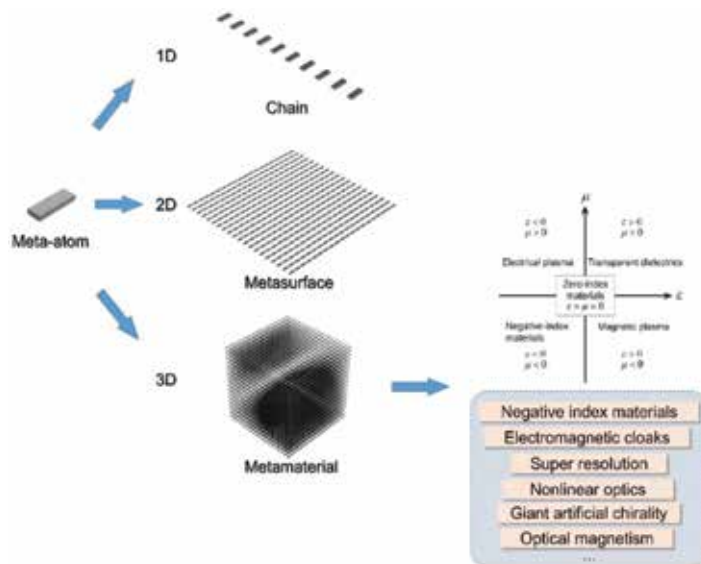 1D
Chain
Meta-atom
2D
Metasurface
3D
Metamaterial
μ
ε < 0
μ > 0
ε > 0
μ > 0
Electrical plasma
Transparent dielectrics
Zero-index
materials
ε
Negative-index
materials
Magnetic plasma
ε < 0
μ < 0
ε > 0
μ < 0
Negative index materials
Electromagnetic cloaks
Super resolution
Nonlinear optics
Giant artificial chirality
Optical magnetism
...